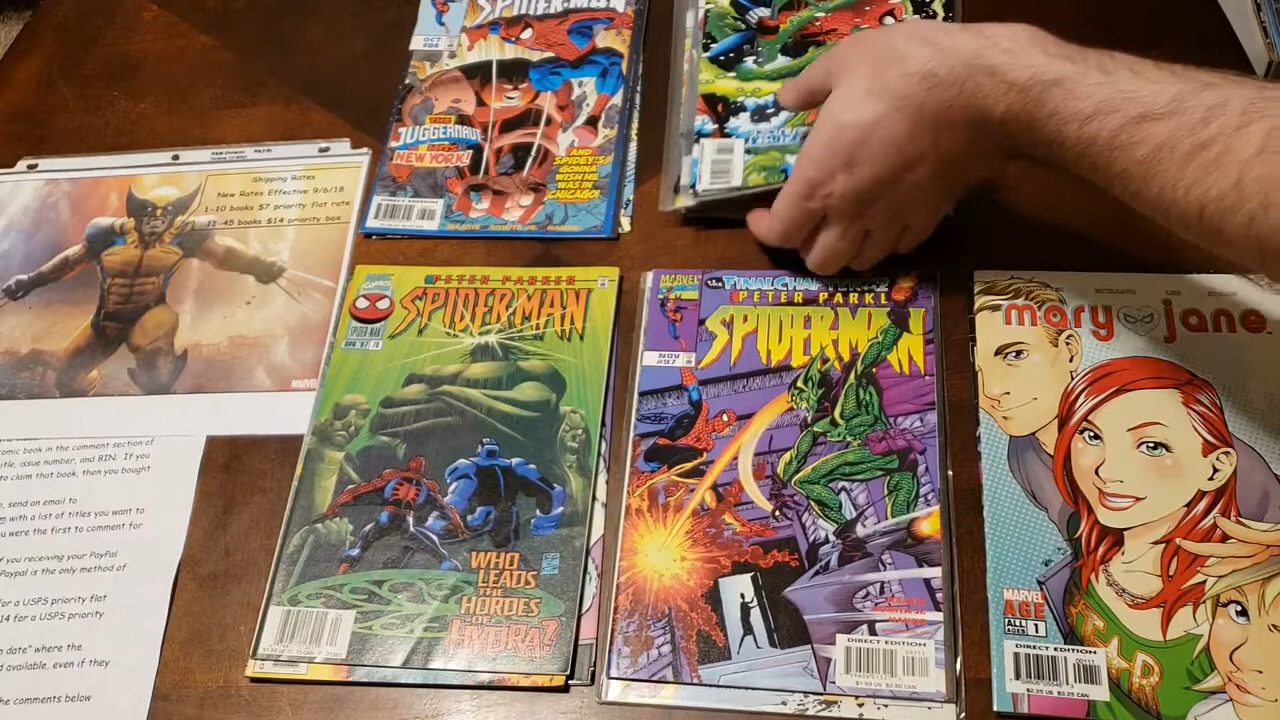 SPIDER-MAN
OCT
#84
THE
JUGGERNAUT
HITS
NEW YORK!
AND
SPIDEY'S
GONNA
WISH HE
WAS IN
CHICAGO!
DIRECT EDITION
Shipping Rates
New Rates Effective 9/6/18
1-10 books $7 priority flat rate
11-45 books $14 priority box
MARVEL
omic book in the comment section of
itle, issue number, and BIN. If you
to claim that book, then you bought
, send an email to
m with a list of titles you want to
u were the first to comment for
f you receiving your PayPal
Paypal is the only method of
for a USPS priority flat
14 for a USPS priority
n date" where the
d available, even if they
he comments below
MARVEL
COMICS
PETER PARKER
SPIDER-MAN
SPIDER-MAN
APR '97
WHO
LEADS
THE
HORDES
OF
HYDRA?
MARVEL
the FINAL CHAPTER
PETER PARKE
SPIDER-MAN
NOV
#97
DIRECT EDITION
$1.99 US $2.80 CAN
mary jane
MARVEL
AGE
ALL
AGES 1
DIRECT EDITION
$2.25 US $3.25 CAN